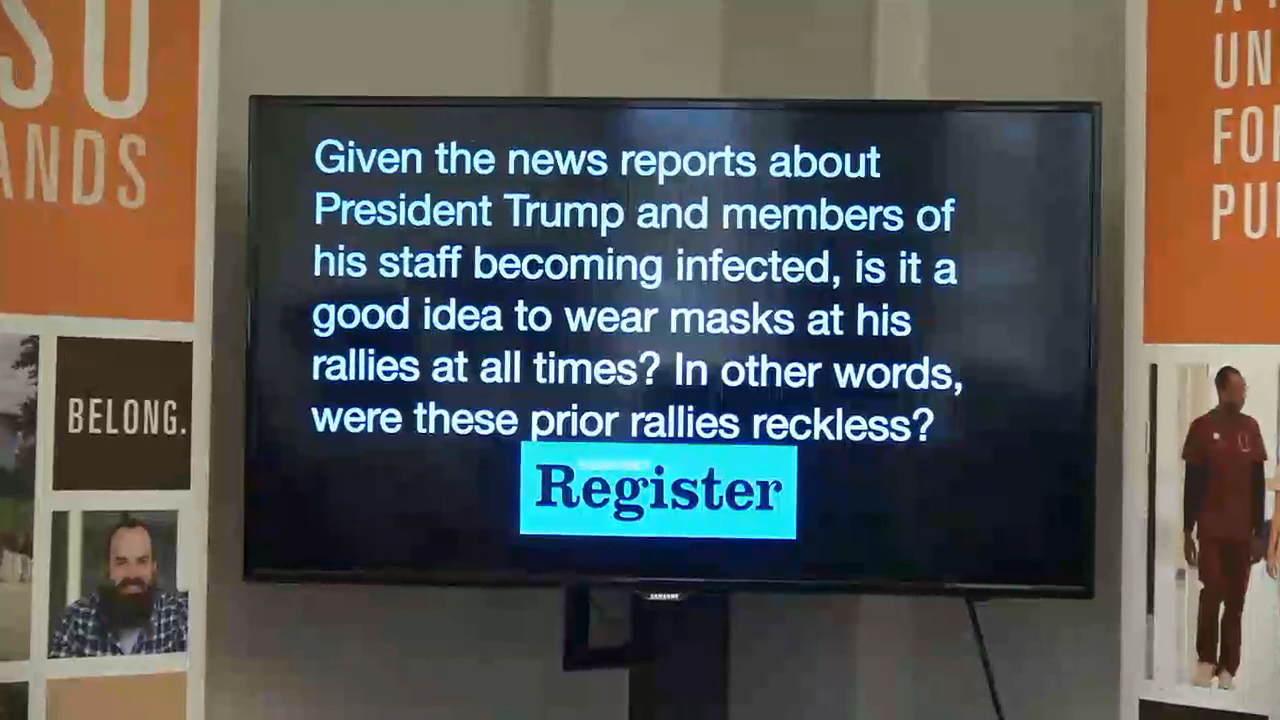 SU
ANDS
BELONG.
Given the news reports about
President Trump and members of
his staff becoming infected, is it a
good idea to wear masks at his
rallies at all times? In other words,
were these prior rallies reckless?
Register
SAMSUNG
A
UN
FO
PU